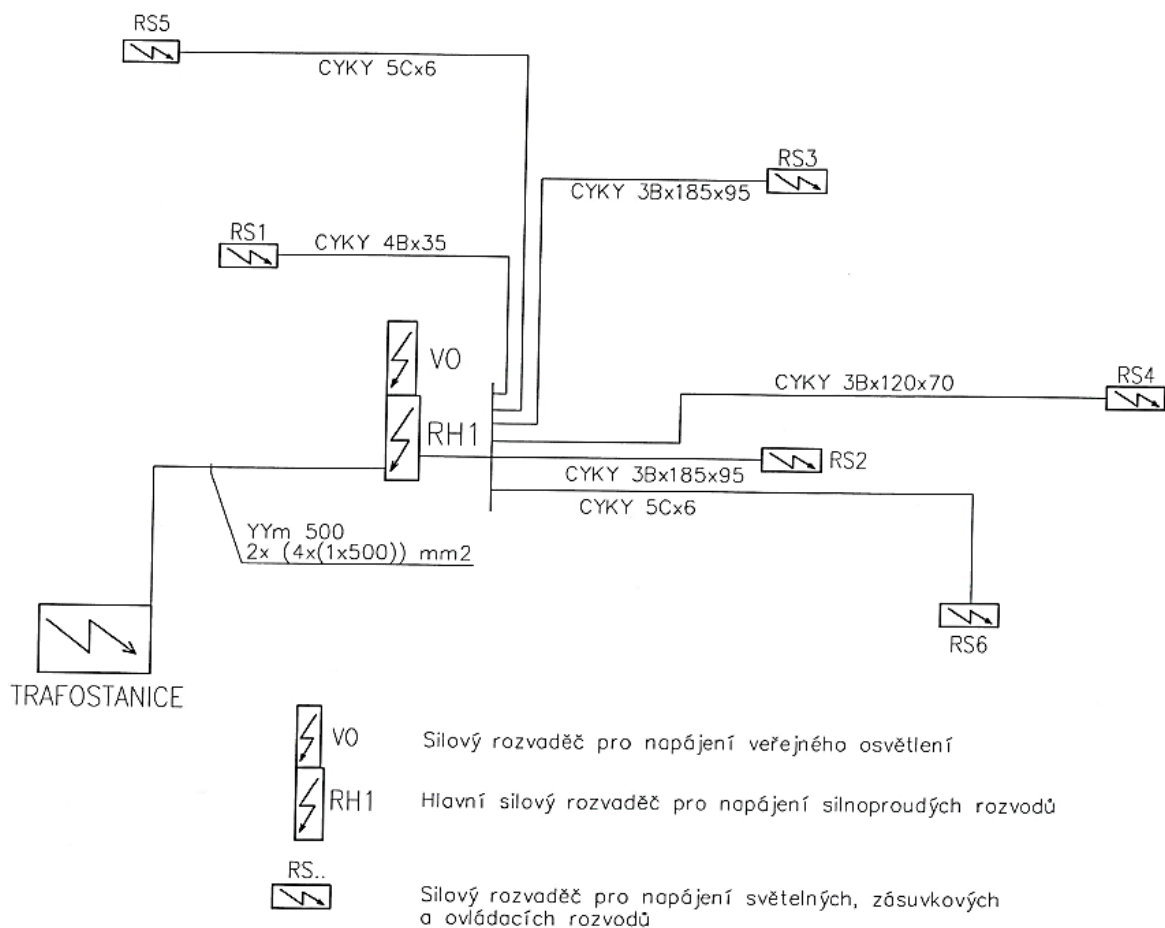 RS5
CYKY 5Cx6
RS3
CYKY 3Bx185x95
RS1
CYKY 4Bx35
VO
RS4
CYKY 3Bx120x70
RH1
RS2
CYKY 3Bx185x95
CYKY 5Cx6
YYm 500
2x (4x(1x500)) mm2
RS6
TRAFOSTANICE
VO Silový rozvaděč pro napájení veřejného osvětlení
RH1 Hlavní silový rozvaděč pro napájení silnoproudých rozvodů
RS..
Silový rozvaděč pro napájení světelných, zásuvkových
a ovládacích rozvodů